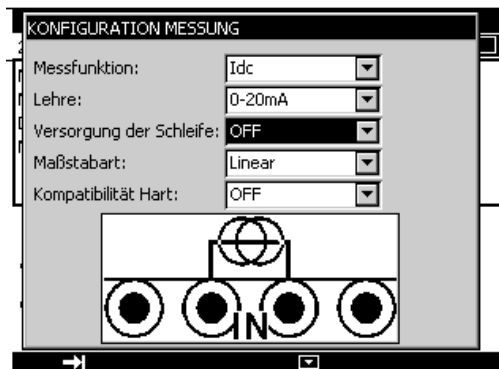 KONFIGURATION MESSUNG
Messfunktion: Idc
Lehre: 0-20mA
Versorgung der Schleife: OFF
Maßstabart: Linear
Kompatibilität Hart: OFF
IN